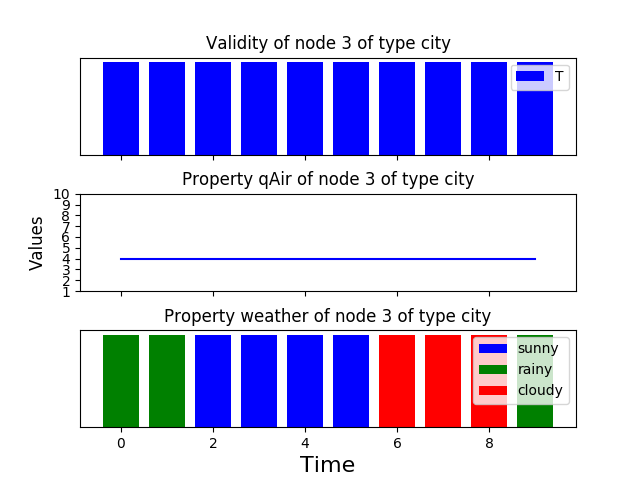 Validity of node 3 of type city
T
Property qAir of node 3 of type city
Values
10
9
8
7
6
5
4
3
2
1
Property weather of node 3 of type city
sunny
rainy
cloudy
0 2 4 6 8
Time